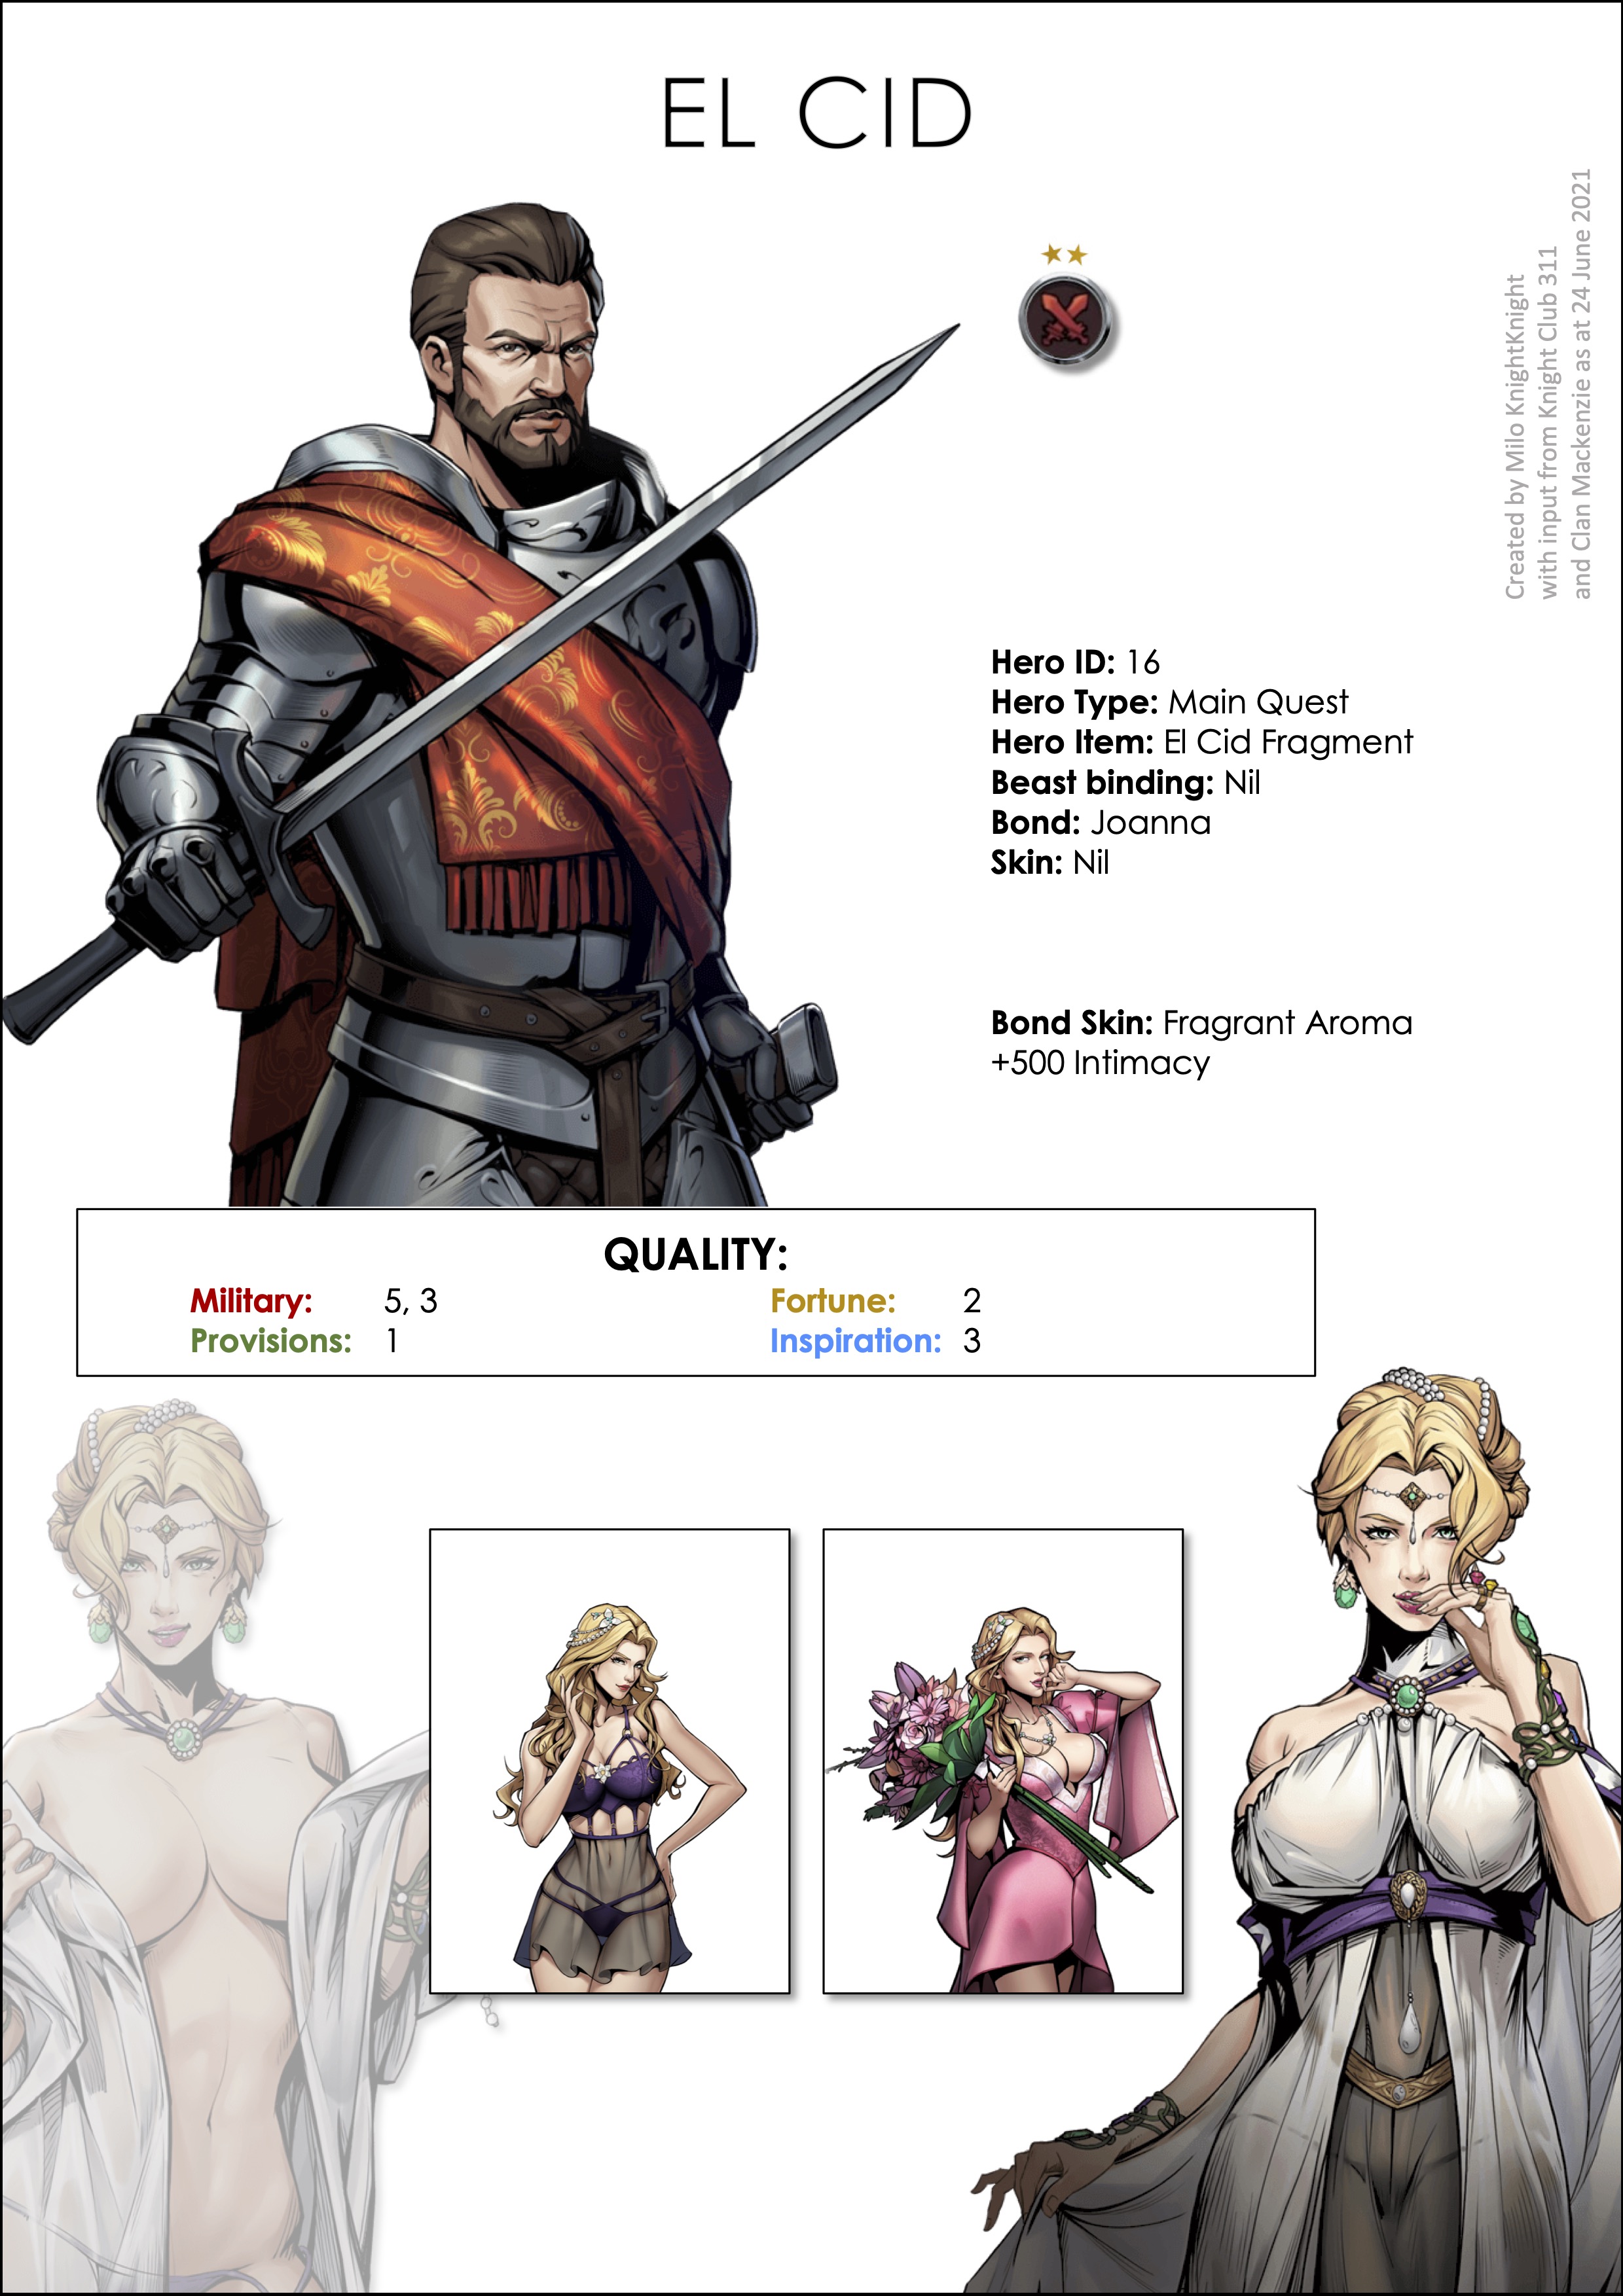 EL CID
Created by Milo KnightKnight
with input from Knight Club 311
and Clan Mackenzie as at 24 June 2021
Hero ID: 16
Hero Type: Main Quest
Hero Item: El Cid Fragment
Beast binding: Nil
Bond: Joanna
Skin: Nil
Bond Skin: Fragrant Aroma
+500 Intimacy
QUALITY:
Military: 5, 3 Fortune: 2
Provisions: 1 Inspiration: 3